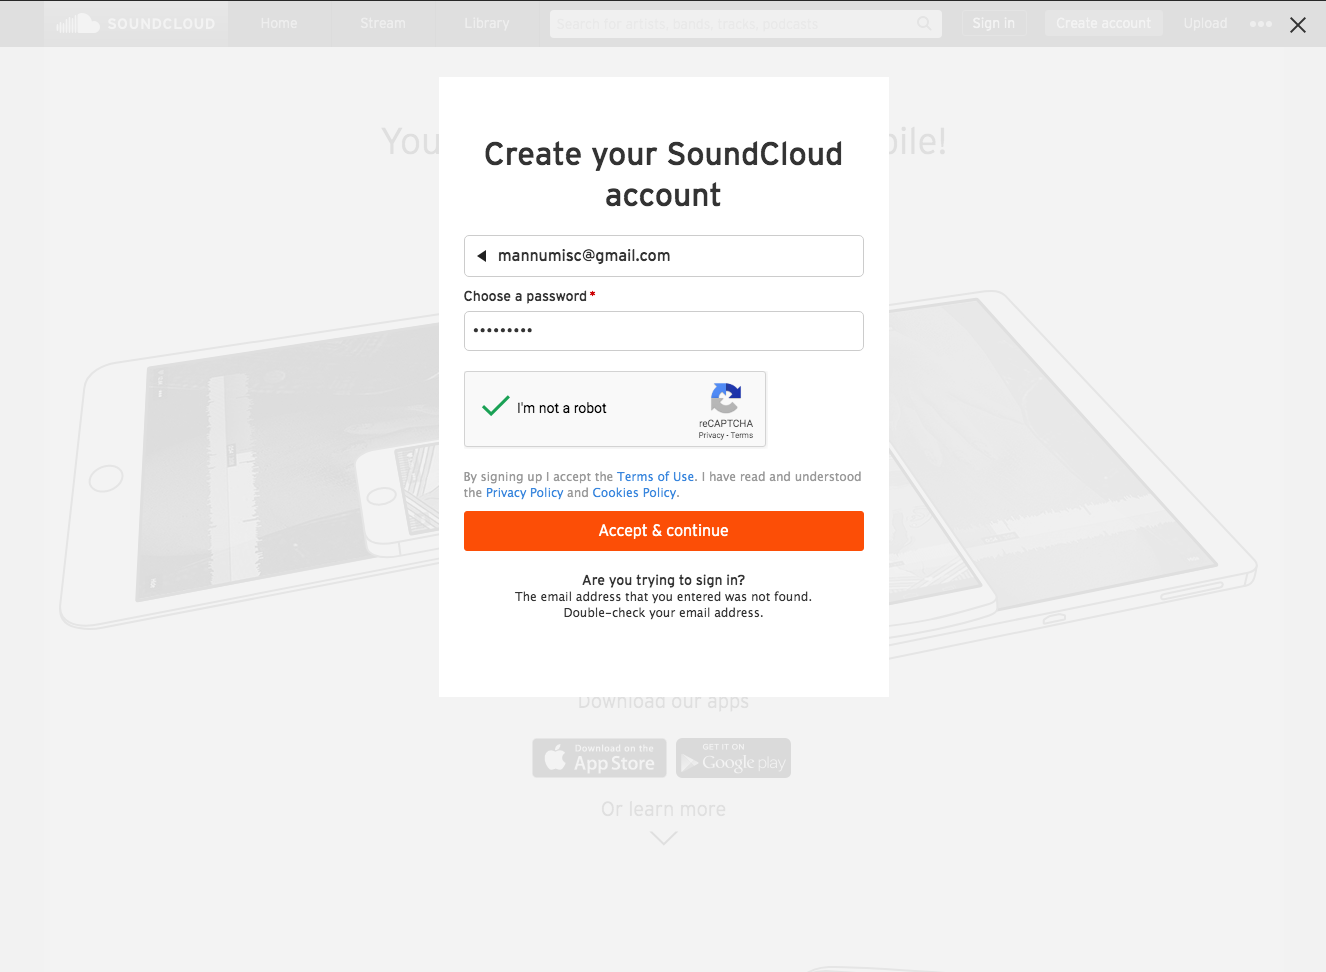 SOUNDCLOUD
Home
Stream
Library
Search for artists, bands, tracks, podcasts
Sign in
Create account
Upload
You
bile!
Create your SoundCloud
account
mannumisc@gmail.com
Choose a password*
•••••••••
I'm not a robot
reCAPTCHA
Privacy - Terms
By signing up I accept the Terms of Use. I have read and understood
the Privacy Policy and Cookies Policy.
Accept & continue
Are you trying to sign in?
The email address that you entered was not found.
Double-check your email address.
Download our apps
Download on the
App Store
GET IT ON
Google play
Or learn more